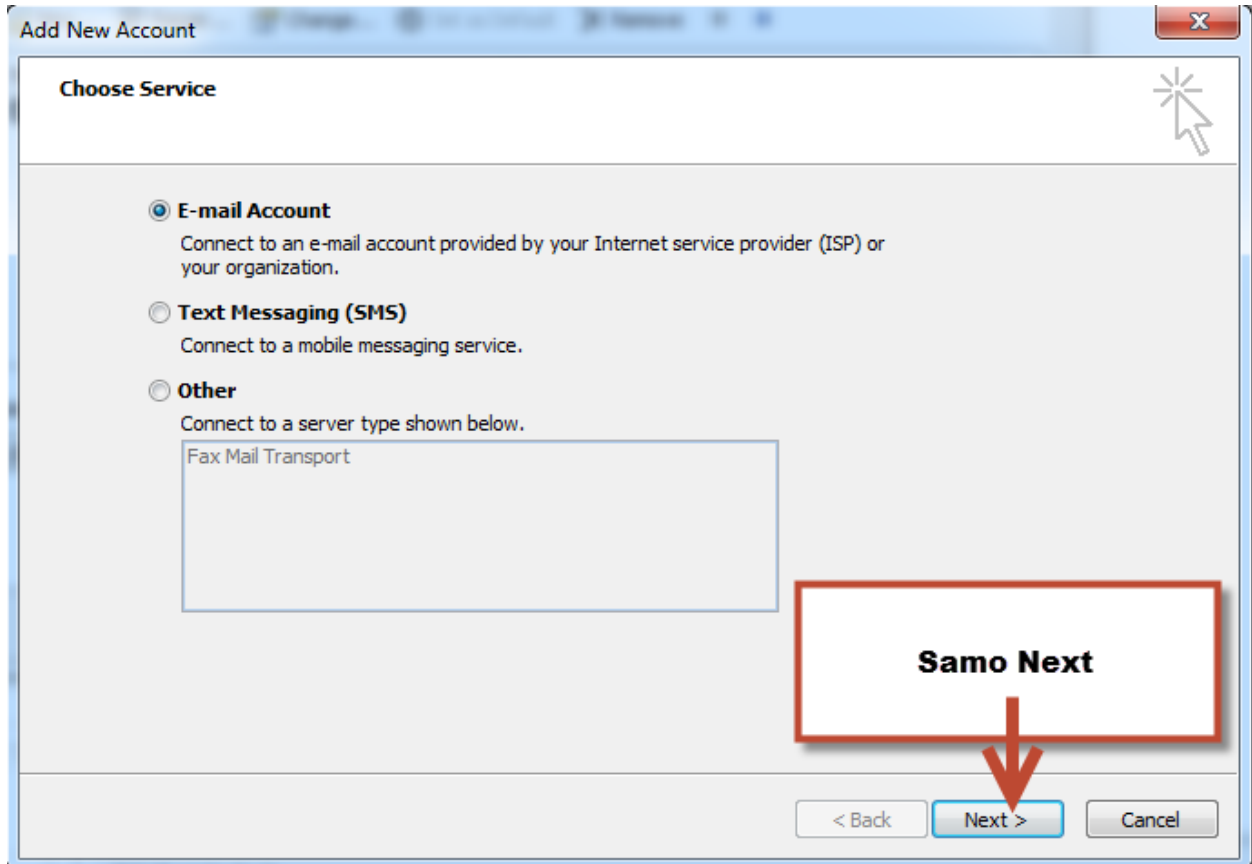 Add New Account
Choose Service
E-mail Account
Connect to an e-mail account provided by your Internet service provider (ISP) or
your organization.
Text Messaging (SMS)
Connect to a mobile messaging service.
Other
Connect to a server type shown below.
Fax Mail Transport
Samo Next
< Back
Next >
Cancel